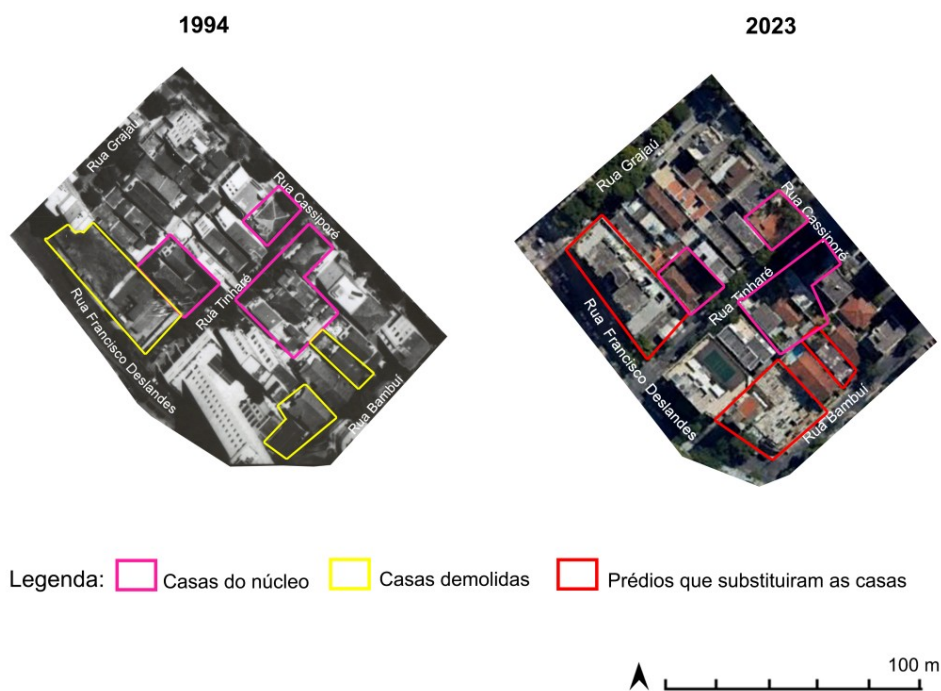 1994
2023
Rua Grajaú
Rua Cassiporé
Rua Tinharé
Rua Francisco Deslandes
Rua Bambuí
Rua Grajaú
Rua Cassiporé
Rua Tinharé
Rua Francisco Deslandes
Rua Bambuí
Legenda: Casas do núcleo Casas demolidas Prédios que substituiram as casas
100 m